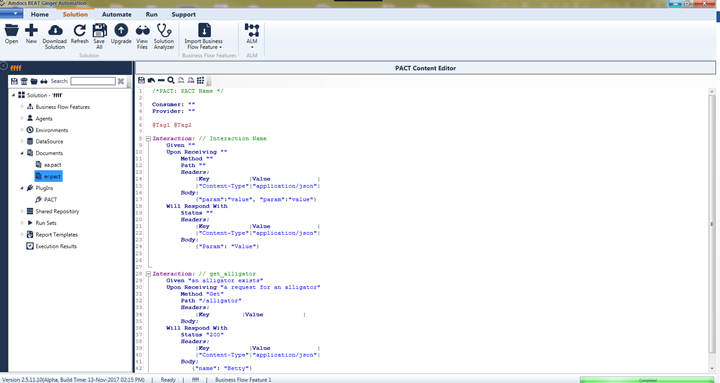 Amdocs BEAT Ginger Automation
Home Solution Automate Run Support
Open New Download Solution Refresh Save All Upgrade View Files Solution Analyzer Import Business Flow Feature ALM
Solution Business Flow Features ALM
ffff
PACT Content Editor
Search:
Solution - 'ffff'
Business Flow Features
Agents
Environments
DataSource
Documents
aa.pact
er.pact
PlugIns
PACT
Shared Repository
Run Sets
Report Templates
Execution Results
1 /*PACT: PACT Name */
2
3 Consumer: ""
4 Provider: ""
5
6 @Tag1 @Tag2
7
8 Interaction: // Interaction Name
9 Given ""
10 Upon Receiving ""
11 Method ""
12 Path ""
13 Headers:
14 |Key |Value |
15 |"Content-Type"|"application/json"|
16 Body:
17 {"param":"value", "param":"value"}
18 Will Respond With
19 Status ""
20 Headers:
21 |Key |Value |
22 |"Content-Type"|"application/json"|
23 Body:
24 {"Param": "Value"}
25
26
27
28 Interaction: // get_alligator
29 Given "an alligator exists"
30 Upon Receiving "a request for an alligator"
31 Method "Get"
32 Path "/alligator"
33 Headers:
34 |Key |Value |
35 Body:
36 Will Respond With
37 Status "200"
38 Headers:
39 |Key |Value |
40 |"Content-Type"|"application/json"|
41 Body:
42 {"name": "Betty"}
Version 2.5.11.10(Alpha, Build Time: 13-Nov-2017 02:15 PM) | Ready | ffff | Business Flow Feature 1
Completed